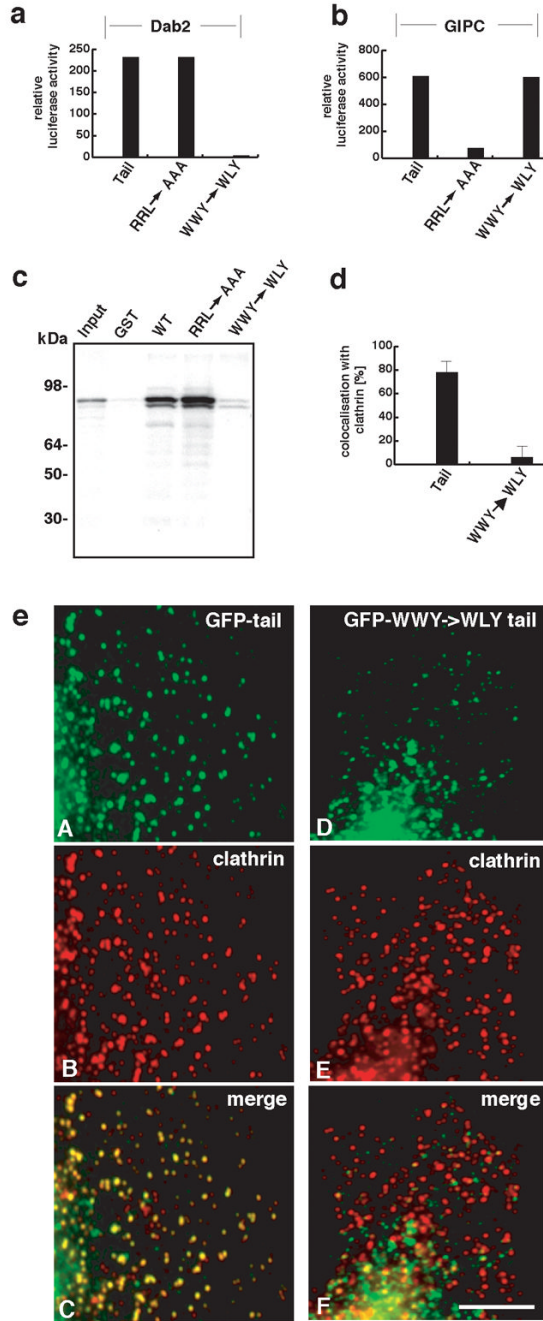 a
Dab2
relative
luciferase activity
250
200
150
100
50
0
Tail
RRL→AAA
WWY→WLY
b
GIPC
relative
luciferase activity
800
600
400
200
0
Tail
RRL→AAA
WWY→WLY
c
Input
GST
WT
RRL→AAA
WWY→WLY
kDa
98-
64-
50-
30-
d
colocalisation with
clathrin [%]
100
80
60
40
20
0
Tail
WWY→WLY
e
GFP-tail
A
GFP-WWY->WLY tail
D
clathrin
B
clathrin
E
merge
C
merge
F